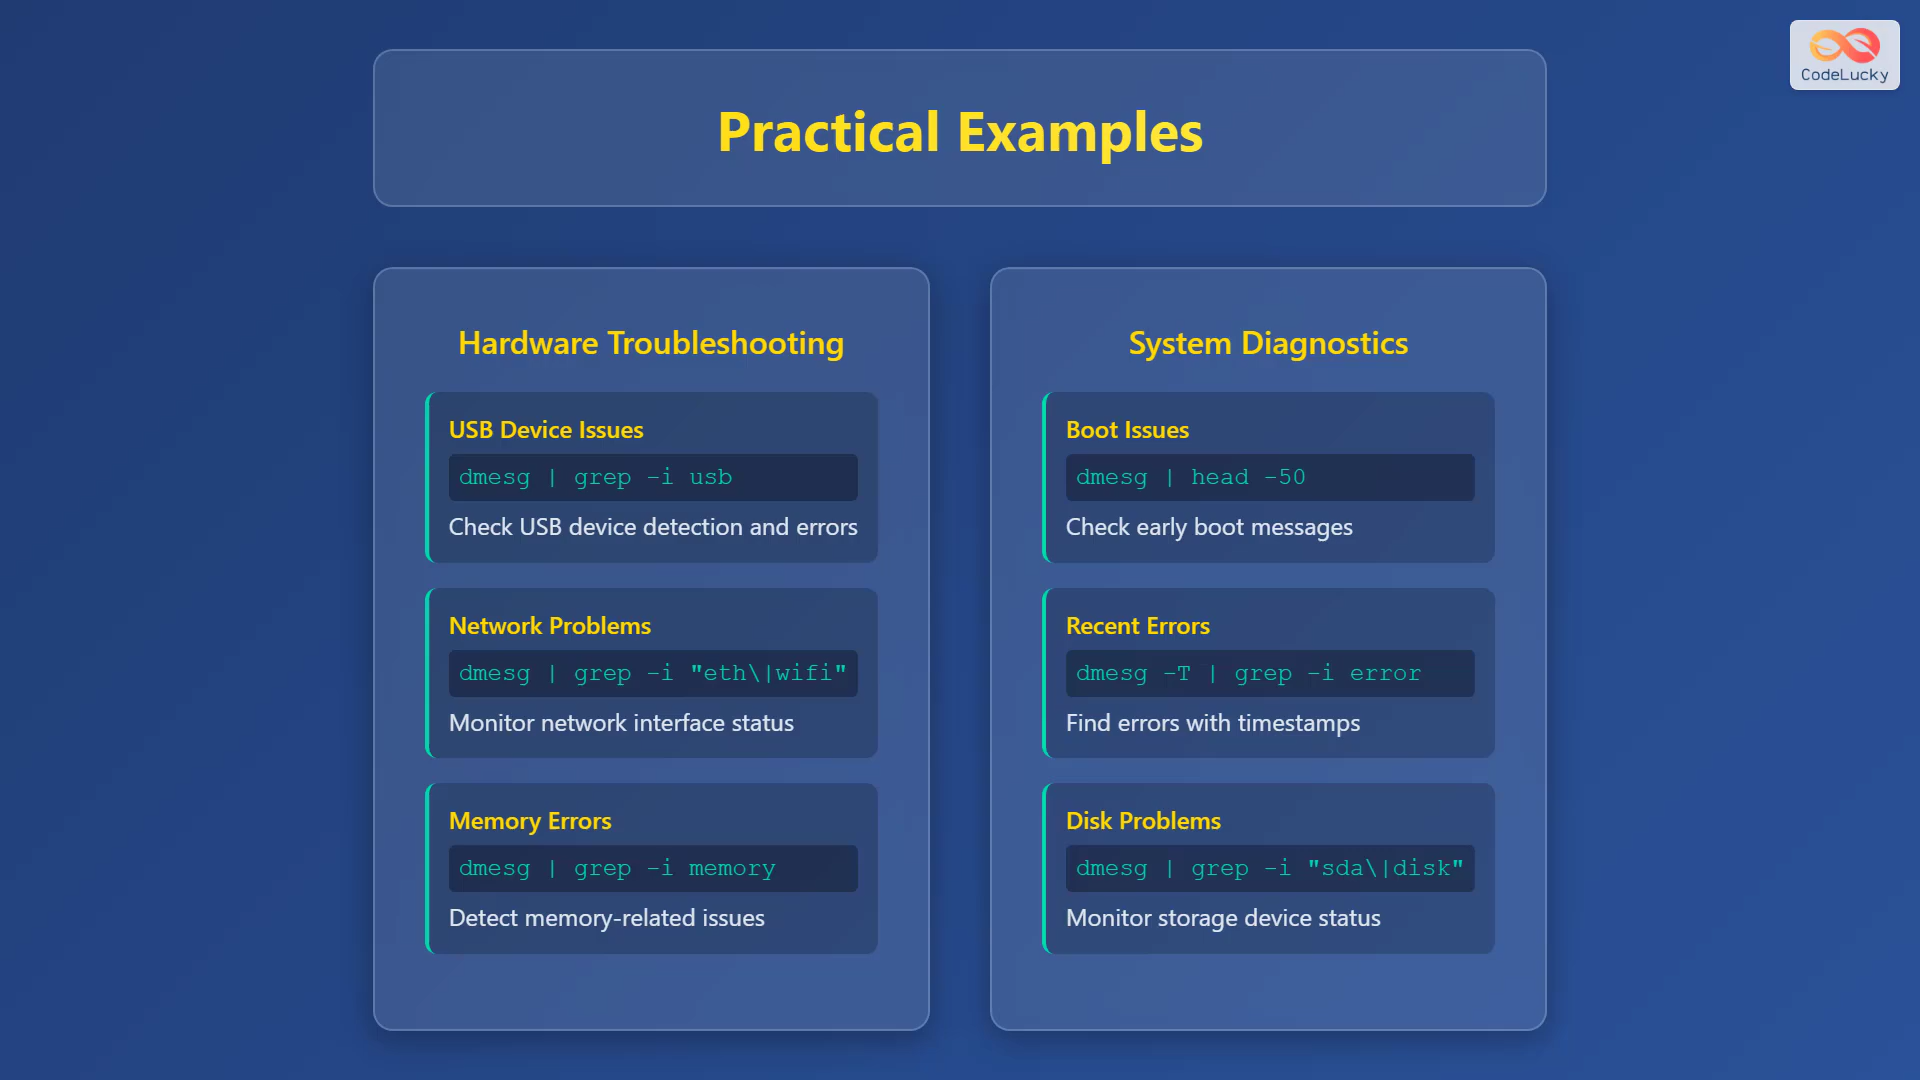 CodeLucky
Practical Examples
Hardware Troubleshooting
USB Device Issues
dmesg | grep -i usb
Check USB device detection and errors
Network Problems
dmesg | grep -i "eth\|wifi"
Monitor network interface status
Memory Errors
dmesg | grep -i memory
Detect memory-related issues
System Diagnostics
Boot Issues
dmesg | head -50
Check early boot messages
Recent Errors
dmesg -T | grep -i error
Find errors with timestamps
Disk Problems
dmesg | grep -i "sda\|disk"
Monitor storage device status